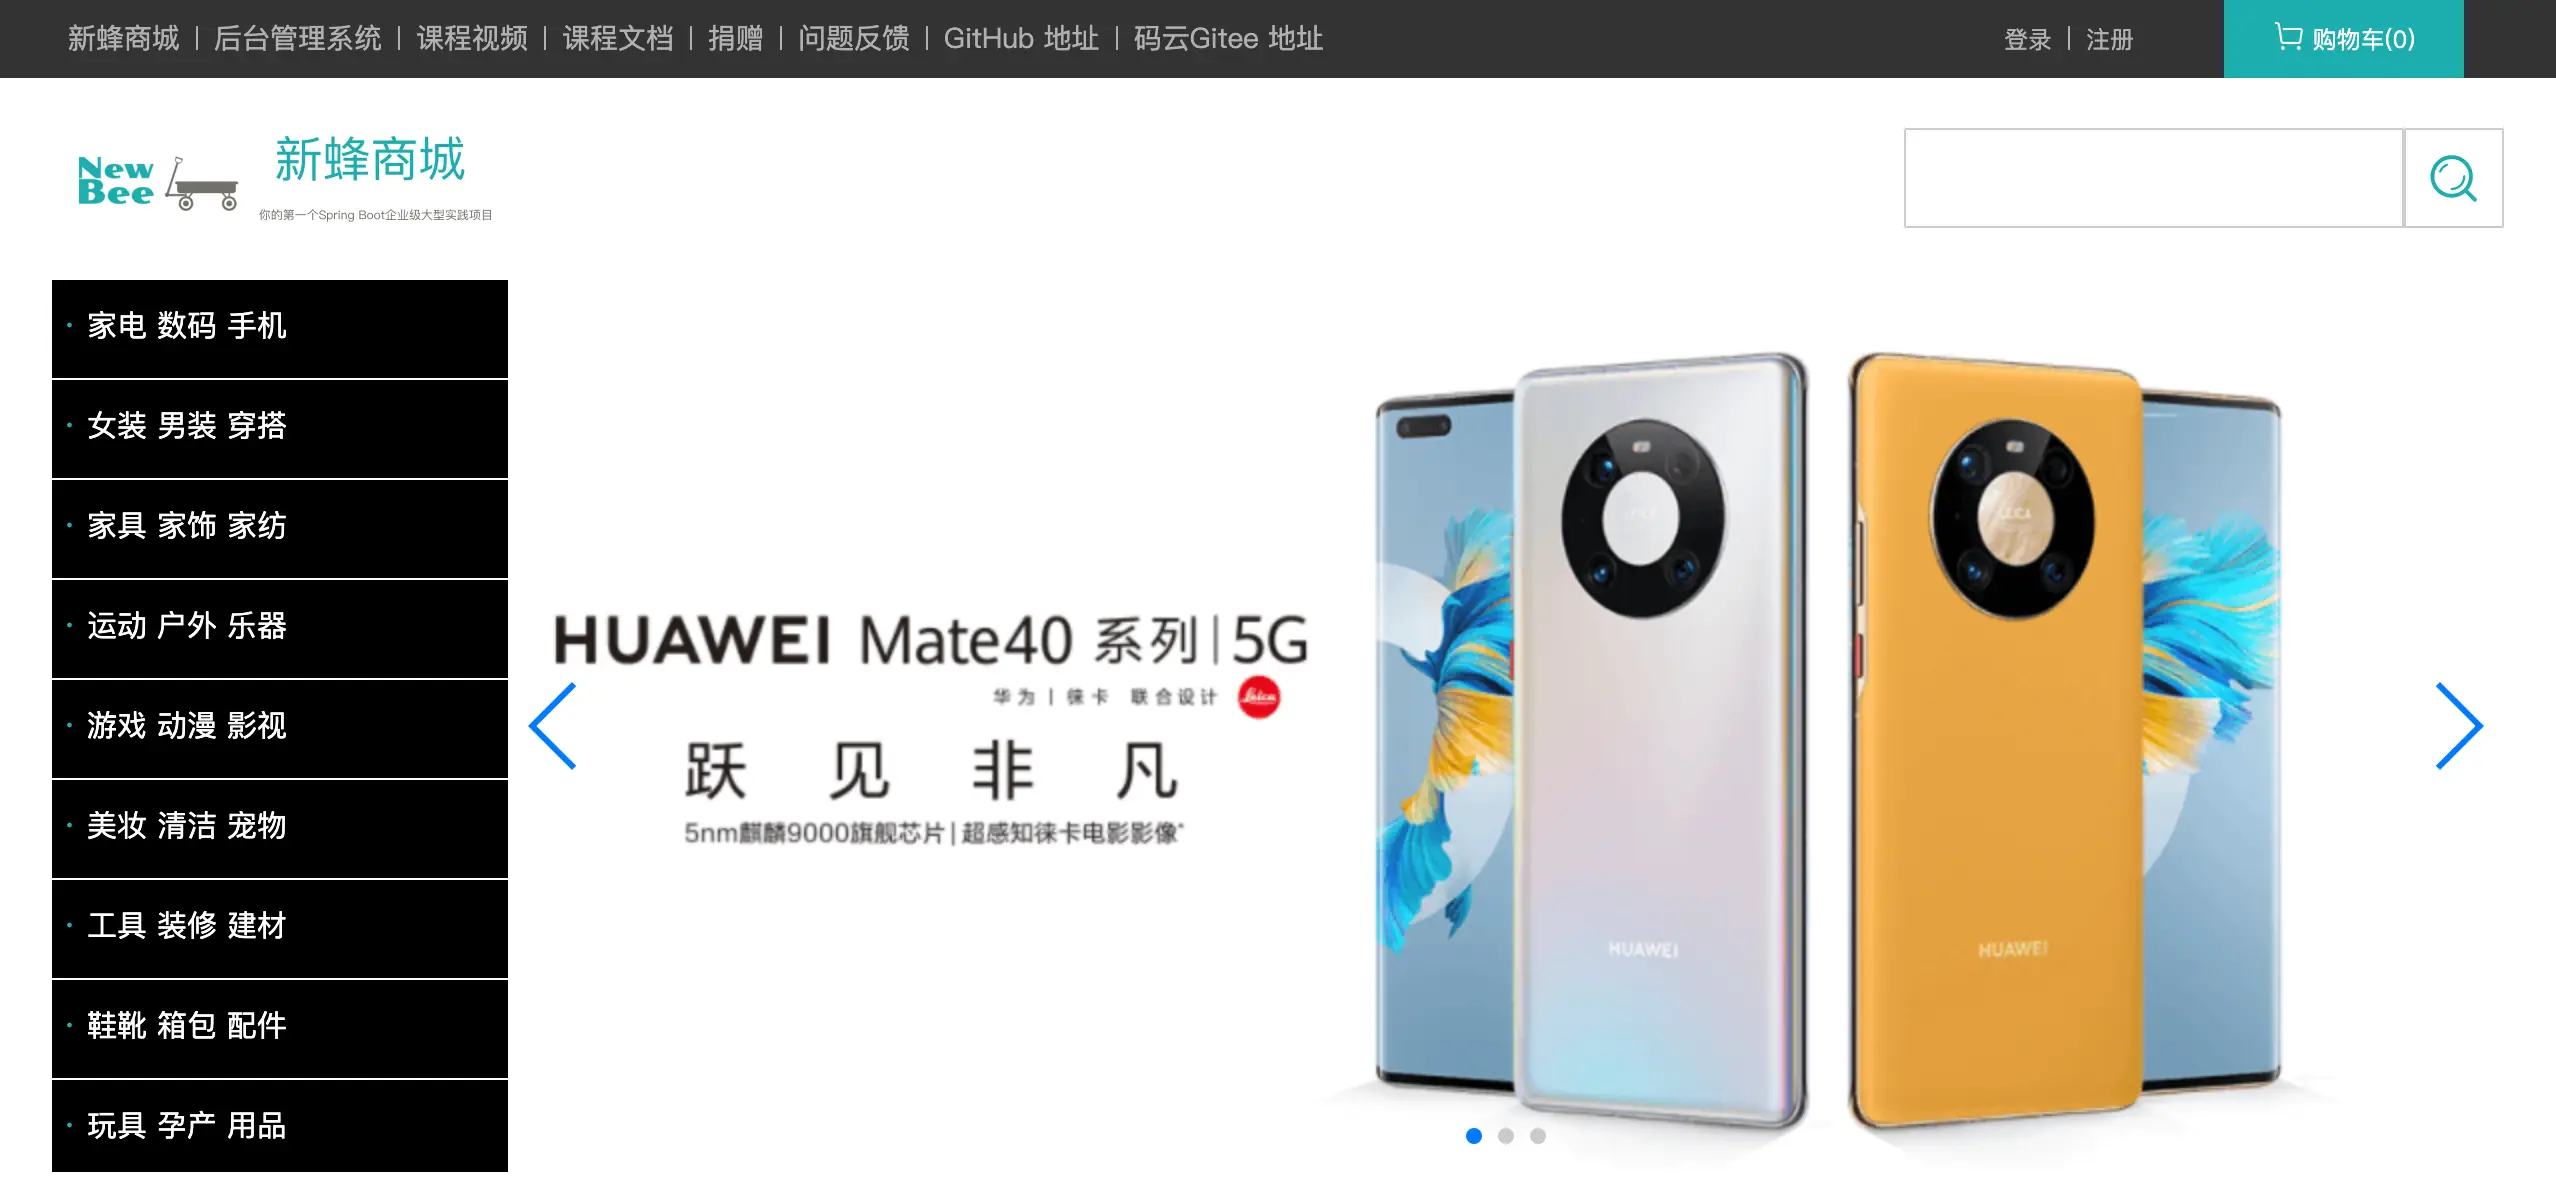 新蜂商城 | 后台管理系统 | 课程视频 | 课程文档 | 捐赠 | 问题反馈 | GitHub 地址 | 码云Gitee 地址
登录 | 注册
购物车(0)
New
Bee
新蜂商城
你的第一个Spring Boot企业级大型实践项目
· 家电 数码 手机
· 女装 男装 穿搭
· 家具 家饰 家纺
· 运动 户外 乐器
· 游戏 动漫 影视
· 美妆 清洁 宠物
· 工具 装修 建材
· 鞋靴 箱包 配件
· 玩具 孕产 用品
HUAWEI Mate40 系列|5G
华为 | 徕卡 联合设计
Leica
跃见非凡
5nm麒麟9000旗舰芯片|超感知徕卡电影影像*
LEICA
LEICA
HUAWEI
HUAWEI